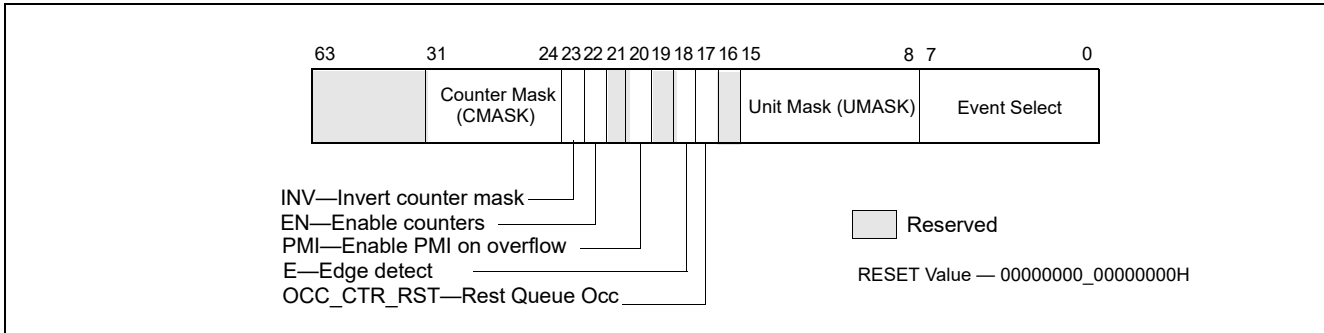 63 31 24 23 22 21 20 19 18 17 16 15 8 7 0
Counter Mask
(CMASK)
Unit Mask (UMASK)
Event Select
INV—Invert counter mask
EN—Enable counters
PMI—Enable PMI on overflow
E—Edge detect
OCC_CTR_RST—Rest Queue Occ
Reserved
RESET Value — 00000000_00000000H